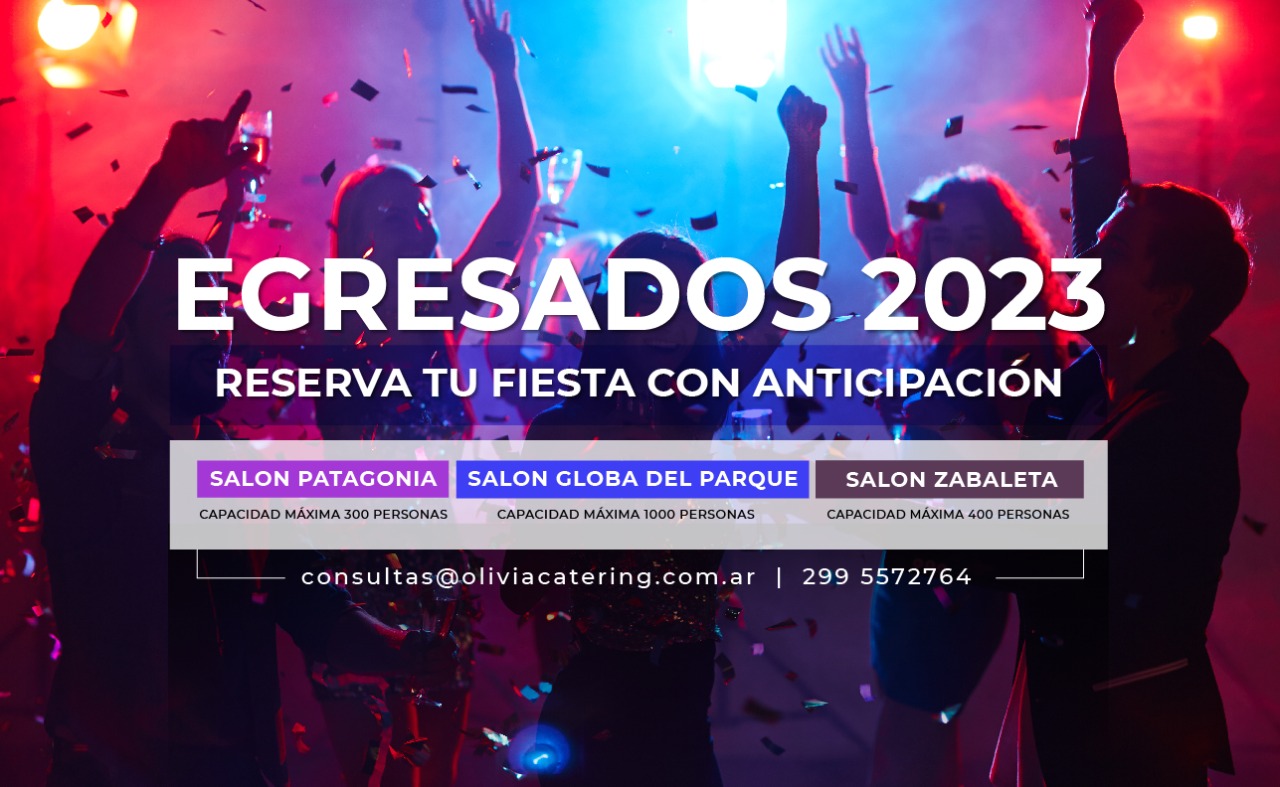 EGRESADOS 2023
RESERVA TU FIESTA CON ANTICIPACIÓN
SALON PATAGONIA SALON GLOBA DEL PARQUE SALON ZABALETA
CAPACIDAD MÁXIMA 300 PERSONAS CAPACIDAD MÁXIMA 1000 PERSONAS CAPACIDAD MÁXIMA 400 PERSONAS
consultas@oliviacatering.com.ar | 299 5572764